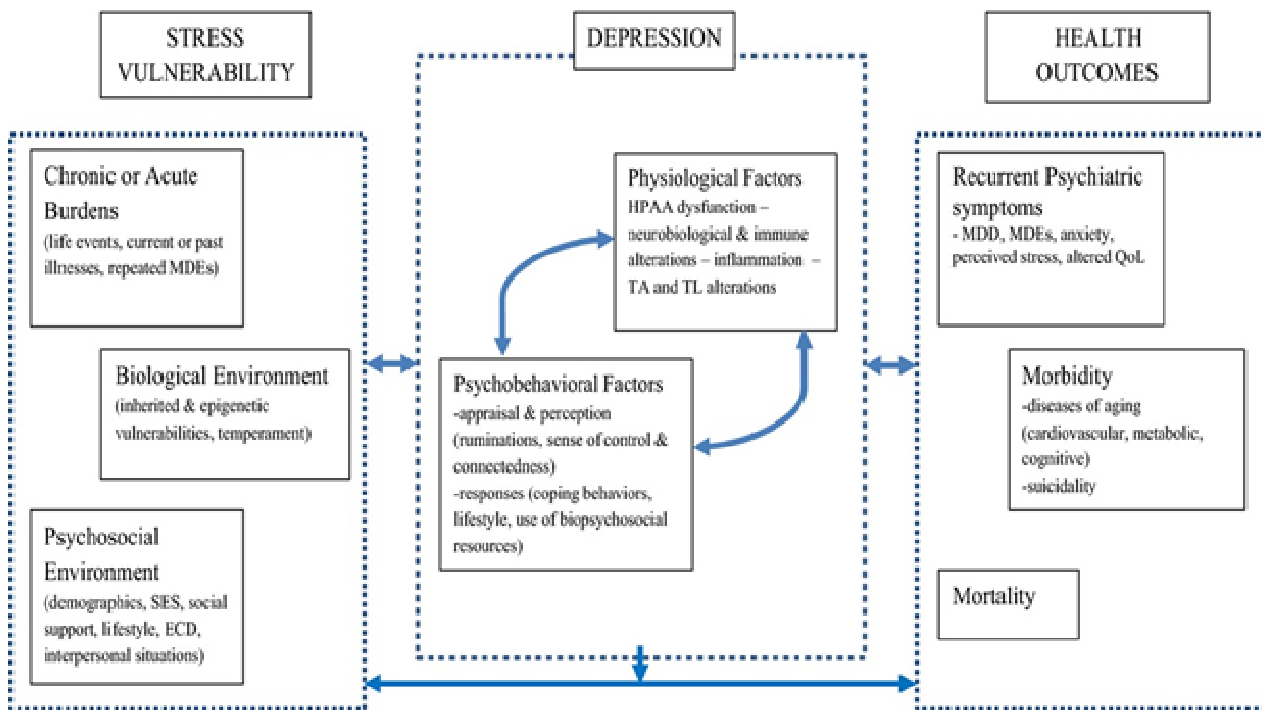 STRESS
VULNERABILITY
Chronic or Acute
Burdens
(life events, current or past
illnesses, repeated MDEs)
Biological Environment
(inherited & epigenetic
vulnerabilities, temperament)
Psychosocial
Environment
(demographics, SES, social
support, lifestyle, ECD,
interpersonal situations)
DEPRESSION
Physiological Factors
HPAA dysfunction –
neurobiological & immune
alterations – inflammation –
TA and TL alterations
Psychobehavioral Factors
-appraisal & perception
(ruminations, sense of control &
connectedness)
-responses (coping behaviors,
lifestyle, use of biopsychosocial
resources)
HEALTH
OUTCOMES
Recurrent Psychiatric
symptoms
- MDD, MDEs, anxiety,
perceived stress, altered QoL
Morbidity
-diseases of aging
(cardiovascular, metabolic,
cognitive)
-suicidality
Mortality